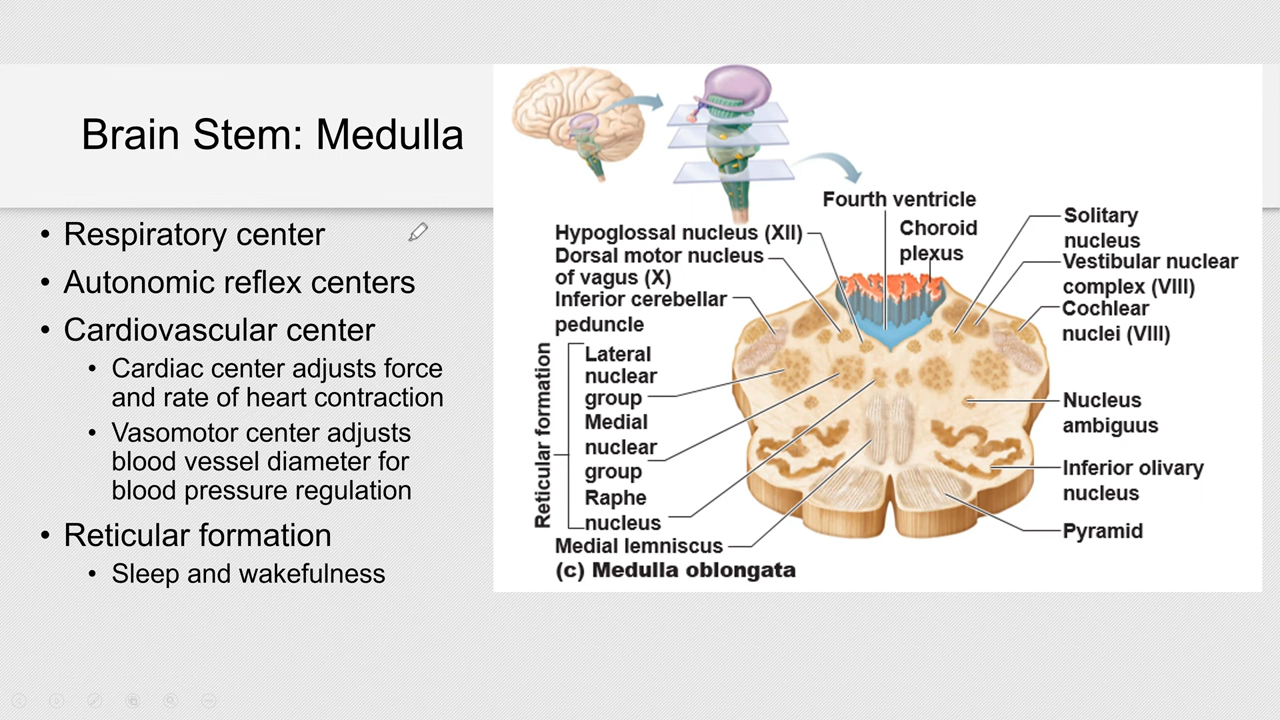 Brain Stem: Medulla
• Respiratory center
• Autonomic reflex centers
• Cardiovascular center
• Cardiac center adjusts force
and rate of heart contraction
• Vasomotor center adjusts
blood vessel diameter for
blood pressure regulation
• Reticular formation
• Sleep and wakefulness
Fourth ventricle
Choroid
plexus
Hypoglossal nucleus (XII)
Dorsal motor nucleus
of vagus (X)
Inferior cerebellar
peduncle
Reticular formation
Lateral
nuclear
group
Medial
nuclear
group
Raphe
nucleus
Medial lemniscus
(c) Medulla oblongata
Solitary
nucleus
Vestibular nuclear
complex (VIII)
Cochlear
nuclei (VIII)
Nucleus
ambiguus
Inferior olivary
nucleus
Pyramid